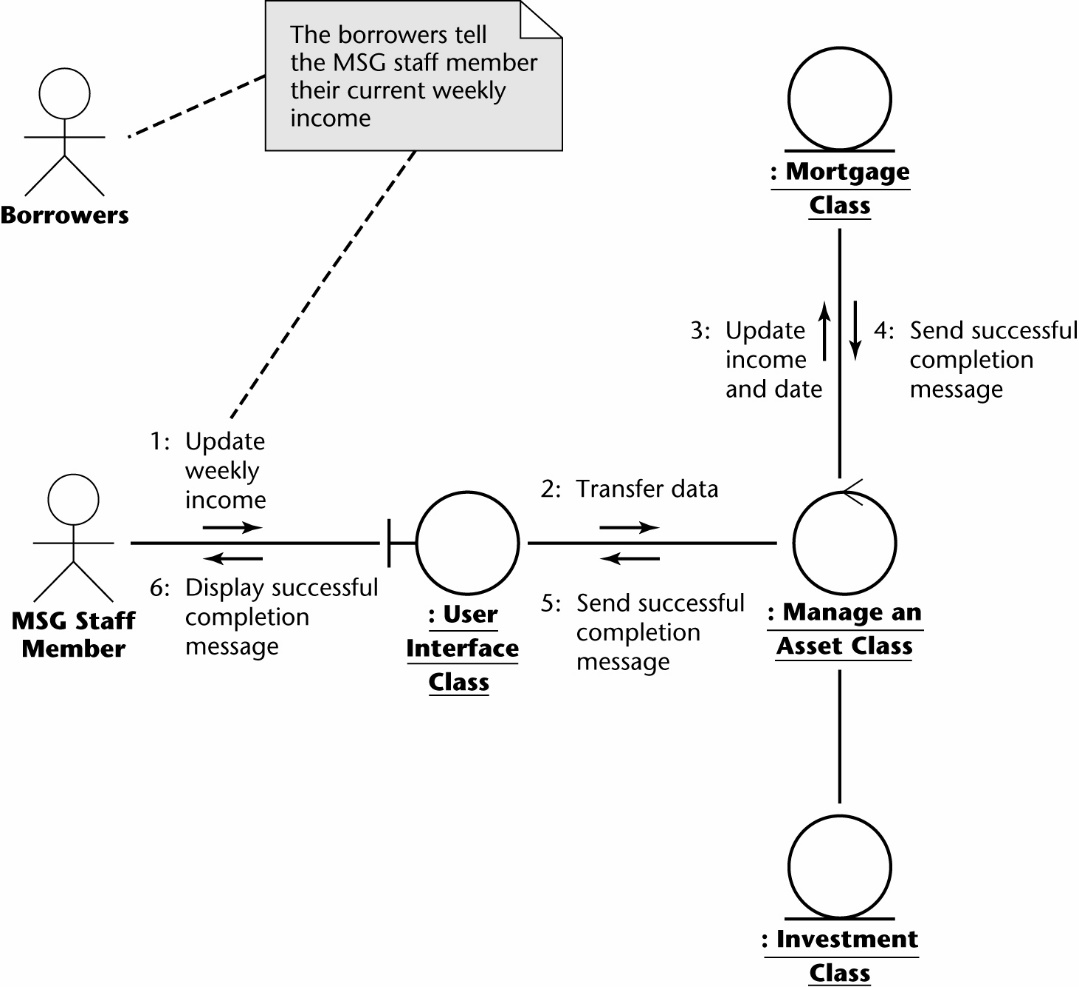 The borrowers tell
the MSG staff member
their current weekly
income
Borrowers
: Mortgage
Class
3: Update
income
and date
4: Send successful
completion
message
1: Update
weekly
income
2: Transfer data
6: Display successful
completion
message
5: Send successful
completion
message
MSG Staff
Member
: User
Interface
Class
: Manage an
Asset Class
: Investment
Class